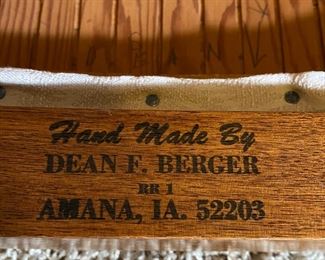 Hand Made By
DEAN F. BERGER
RR 1
AMANA, IA. 52203